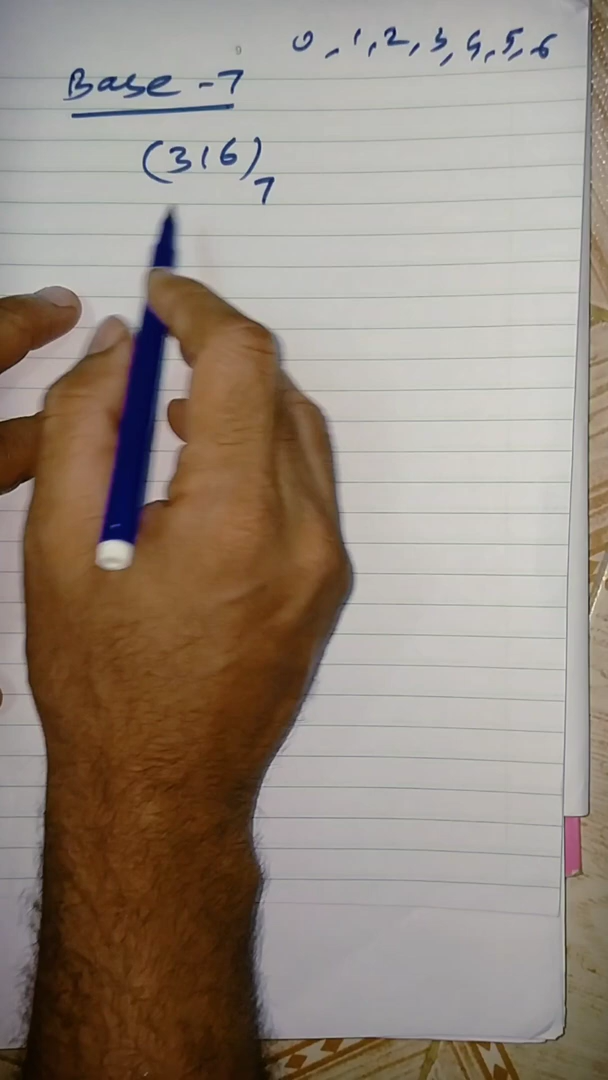 0, 1, 2, 3, 4, 5, 6
Base - 7
(316)7